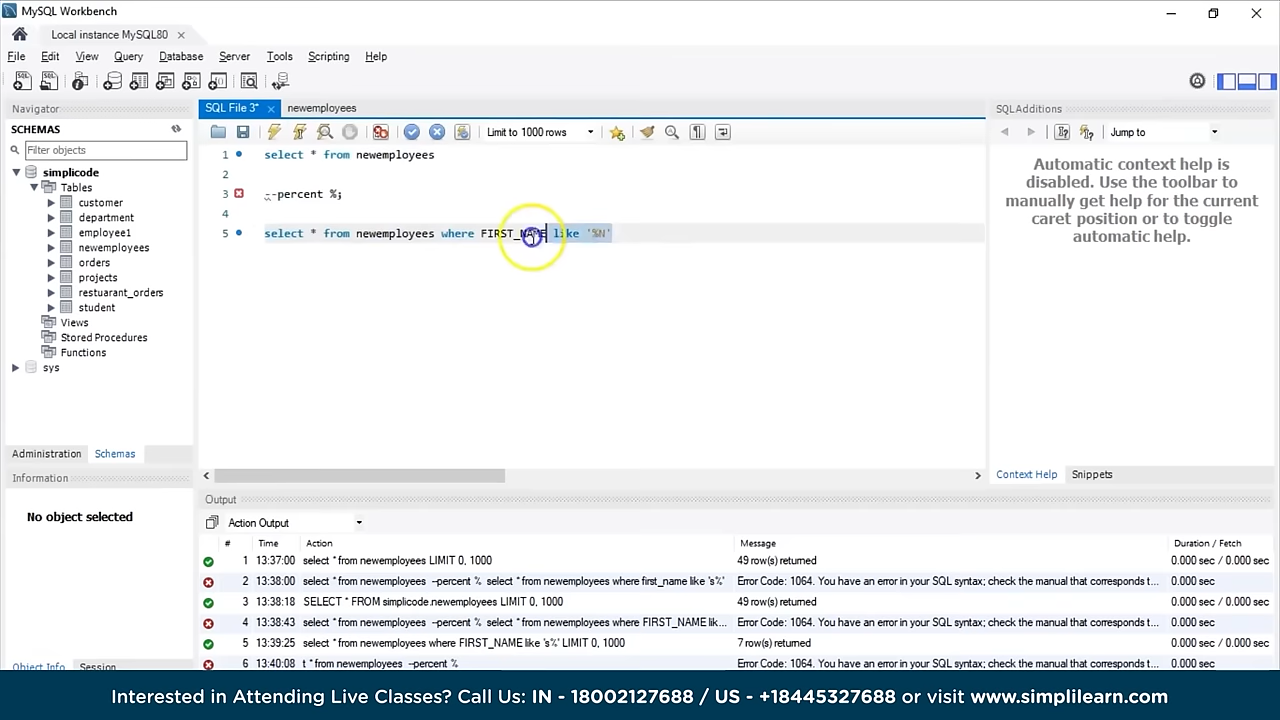 MySQL Workbench
Local instance MySQL80
File Edit View Query Database Server Tools Scripting Help
Navigator
SCHEMAS
Filter objects
simplicode
Tables
customer
department
employee1
newemployees
orders
projects
restuarant_orders
student
Views
Stored Procedures
Functions
sys
Administration Schemas
Information
No object selected
Object Info Session
SQL File 3* newemployees
Limit to 1000 rows
1 select * from newemployees
2
3 --percent %;
4
5 select * from newemployees where FIRST_NAME like '%N'
SQLAdditions
Jump to
Automatic context help is
disabled. Use the toolbar to
manually get help for the
current caret position or to
toggle automatic help.
Context Help Snippets
Output
Action Output
# Time Action Message Duration / Fetch
1 13:37:00 select * from newemployees LIMIT 0, 1000 49 row(s) returned 0.000 sec / 0.000 sec
2 13:38:00 select * from newemployees --percent % select * from newemployees where first_name like 's%' Error Code: 1064. You have an error in your SQL syntax; check the manual that corresponds t... 0.000 sec
3 13:38:18 SELECT * FROM simplicode.newemployees LIMIT 0, 1000 49 row(s) returned 0.000 sec / 0.000 sec
4 13:38:43 select * from newemployees --percent % select * from newemployees where FIRST_NAME lik... Error Code: 1064. You have an error in your SQL syntax; check the manual that corresponds t... 0.000 sec
5 13:39:25 select * from newemployees where FIRST_NAME like 's%' LIMIT 0, 1000 7 row(s) returned 0.000 sec / 0.000 sec
6 13:40:08 t * from newemployees --percent % Error Code: 1064. You have an error in your SQL syntax; check the manual that corresponds t... 0.000 sec
Interested in Attending Live Classes? Call Us: IN - 18002127688 / US - +18445327688 or visit www.simplilearn.com